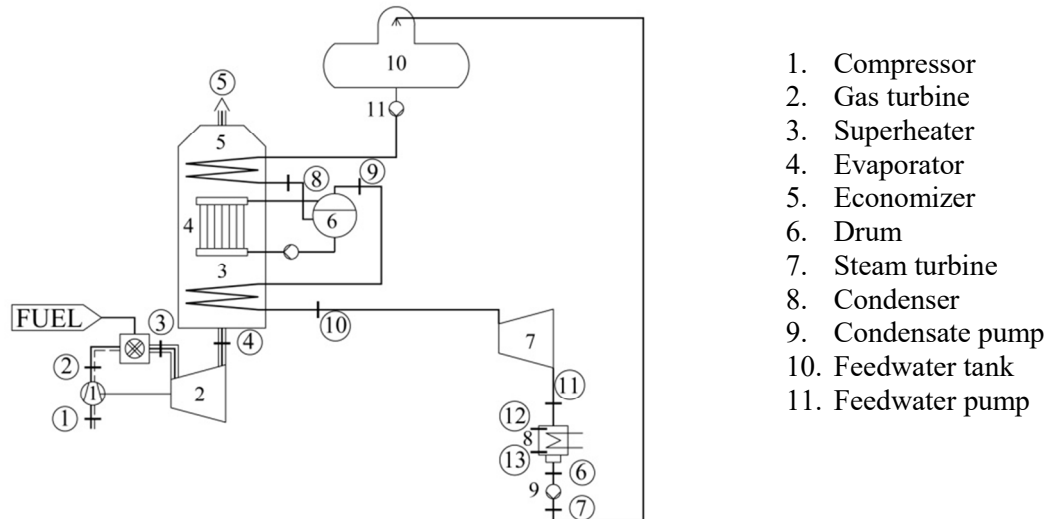 10
5
5
11
9
8
6
4
3
FUEL
3
10
4
7
2
1
2
11
1
12
8
13
6
9
7
1. Compressor
2. Gas turbine
3. Superheater
4. Evaporator
5. Economizer
6. Drum
7. Steam turbine
8. Condenser
9. Condensate pump
10. Feedwater tank
11. Feedwater pump